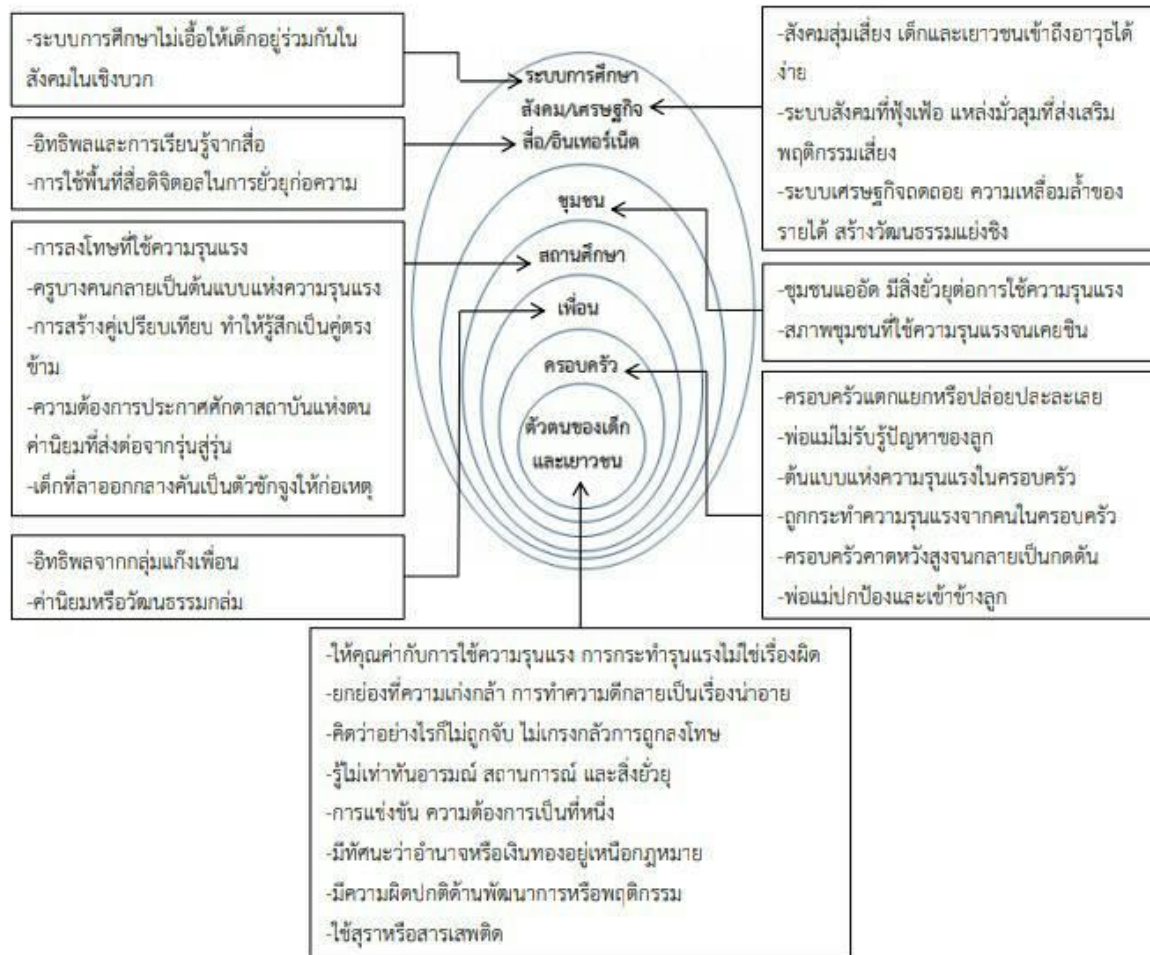 -ระบบการศึกษาไม่เอื้อให้เด็กอยู่ร่วมกันใน
สังคมในเชิงบวก
-อิทธิพลและการเรียนรู้จากสื่อ
-การใช้พื้นที่สื่อดิจิตอลในการยั่วยุก่อความ
-การลงโทษที่ใช้ความรุนแรง
-ครูบางคนกลายเป็นต้นแบบแห่งความรุนแรง
-การสร้างคู่เปรียบเทียบ ทำให้รู้สึกเป็นคู่ตรง
ข้าม
-ความต้องการประกาศศักดาสถาบันแห่งตน
ค่านิยมที่ส่งต่อจากรุ่นสู่รุ่น
-เด็กที่ลาออกกลางคันเป็นตัวชักจูงให้ก่อเหตุ
-อิทธิพลจากกลุ่มแก๊งเพื่อน
-ค่านิยมหรือวัฒนธรรมกลุ่ม
ระบบการศึกษา
สังคม/เศรษฐกิจ
สื่อ/อินเทอร์เน็ต
ชุมชน
สถานศึกษา
เพื่อน
ครอบครัว
ตัวตนของเด็ก
และเยาวชน
-สังคมสุ่มเสี่ยง เด็กและเยาวชนเข้าถึงอาวุธได้
ง่าย
-ระบบสังคมที่ฟุ้งเฟ้อ แหล่งมั่วสุมที่ส่งเสริม
พฤติกรรมเสี่ยง
-ระบบเศรษฐกิจถดถอย ความเหลื่อมล้ำของ
รายได้ สร้างวัฒนธรรมแย่งชิง
-ชุมชนแออัด มีสิ่งยั่วยุต่อการใช้ความรุนแรง
-สภาพชุมชนที่ใช้ความรุนแรงจนเคยชิน
-ครอบครัวแตกแยกหรือปล่อยปละละเลย
-พ่อแม่ไม่รับรู้ปัญหาของลูก
-ต้นแบบแห่งความรุนแรงในครอบครัว
-ถูกกระทำความรุนแรงจากคนในครอบครัว
-ครอบครัวคาดหวังสูงจนกลายเป็นกดดัน
-พ่อแม่ปกป้องและเข้าข้างลูก
-ให้คุณค่ากับการใช้ความรุนแรง การกระทำรุนแรงไม่ใช่เรื่องผิด
-ยกย่องที่ความเก่งกล้า การทำความดีกลายเป็นเรื่องน่าอาย
-คิดว่าอย่างไรก็ไม่ถูกจับ ไม่เกรงกลัวการถูกลงโทษ
-รู้ไม่เท่าทันอารมณ์ สถานการณ์ และสิ่งยั่วยุ
-การแข่งขัน ความต้องการเป็นที่หนึ่ง
-มีทัศนะว่าอำนาจหรือเงินทองอยู่เหนือกฎหมาย
-มีความผิดปกติด้านพัฒนาการหรือพฤติกรรม
-ใช้สุราหรือสารเสพติด